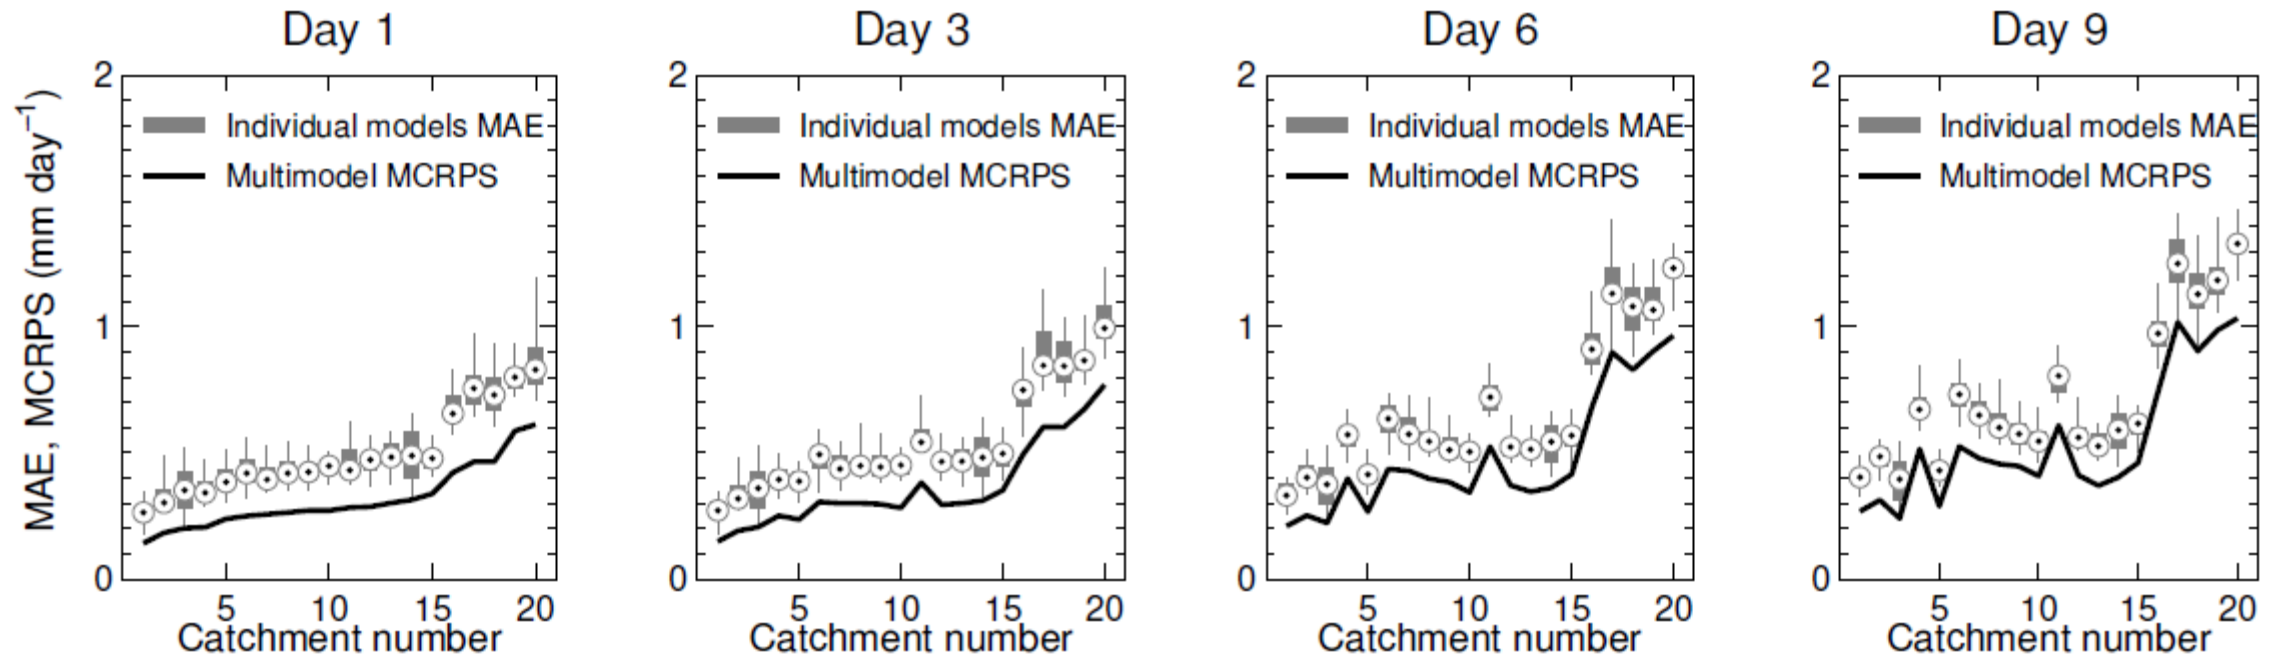 Day 1
Day 3
Day 6
Day 9
MAE, MCRPS (mm day⁻¹)
2
Individual models MAE
Multimodel MCRPS
1
0
5 10 15 20
Catchment number
2
Individual models MAE
Multimodel MCRPS
1
0
5 10 15 20
Catchment number
2
Individual models MAE
Multimodel MCRPS
1
0
5 10 15 20
Catchment number
2
Individual models MAE
Multimodel MCRPS
1
0
5 10 15 20
Catchment number